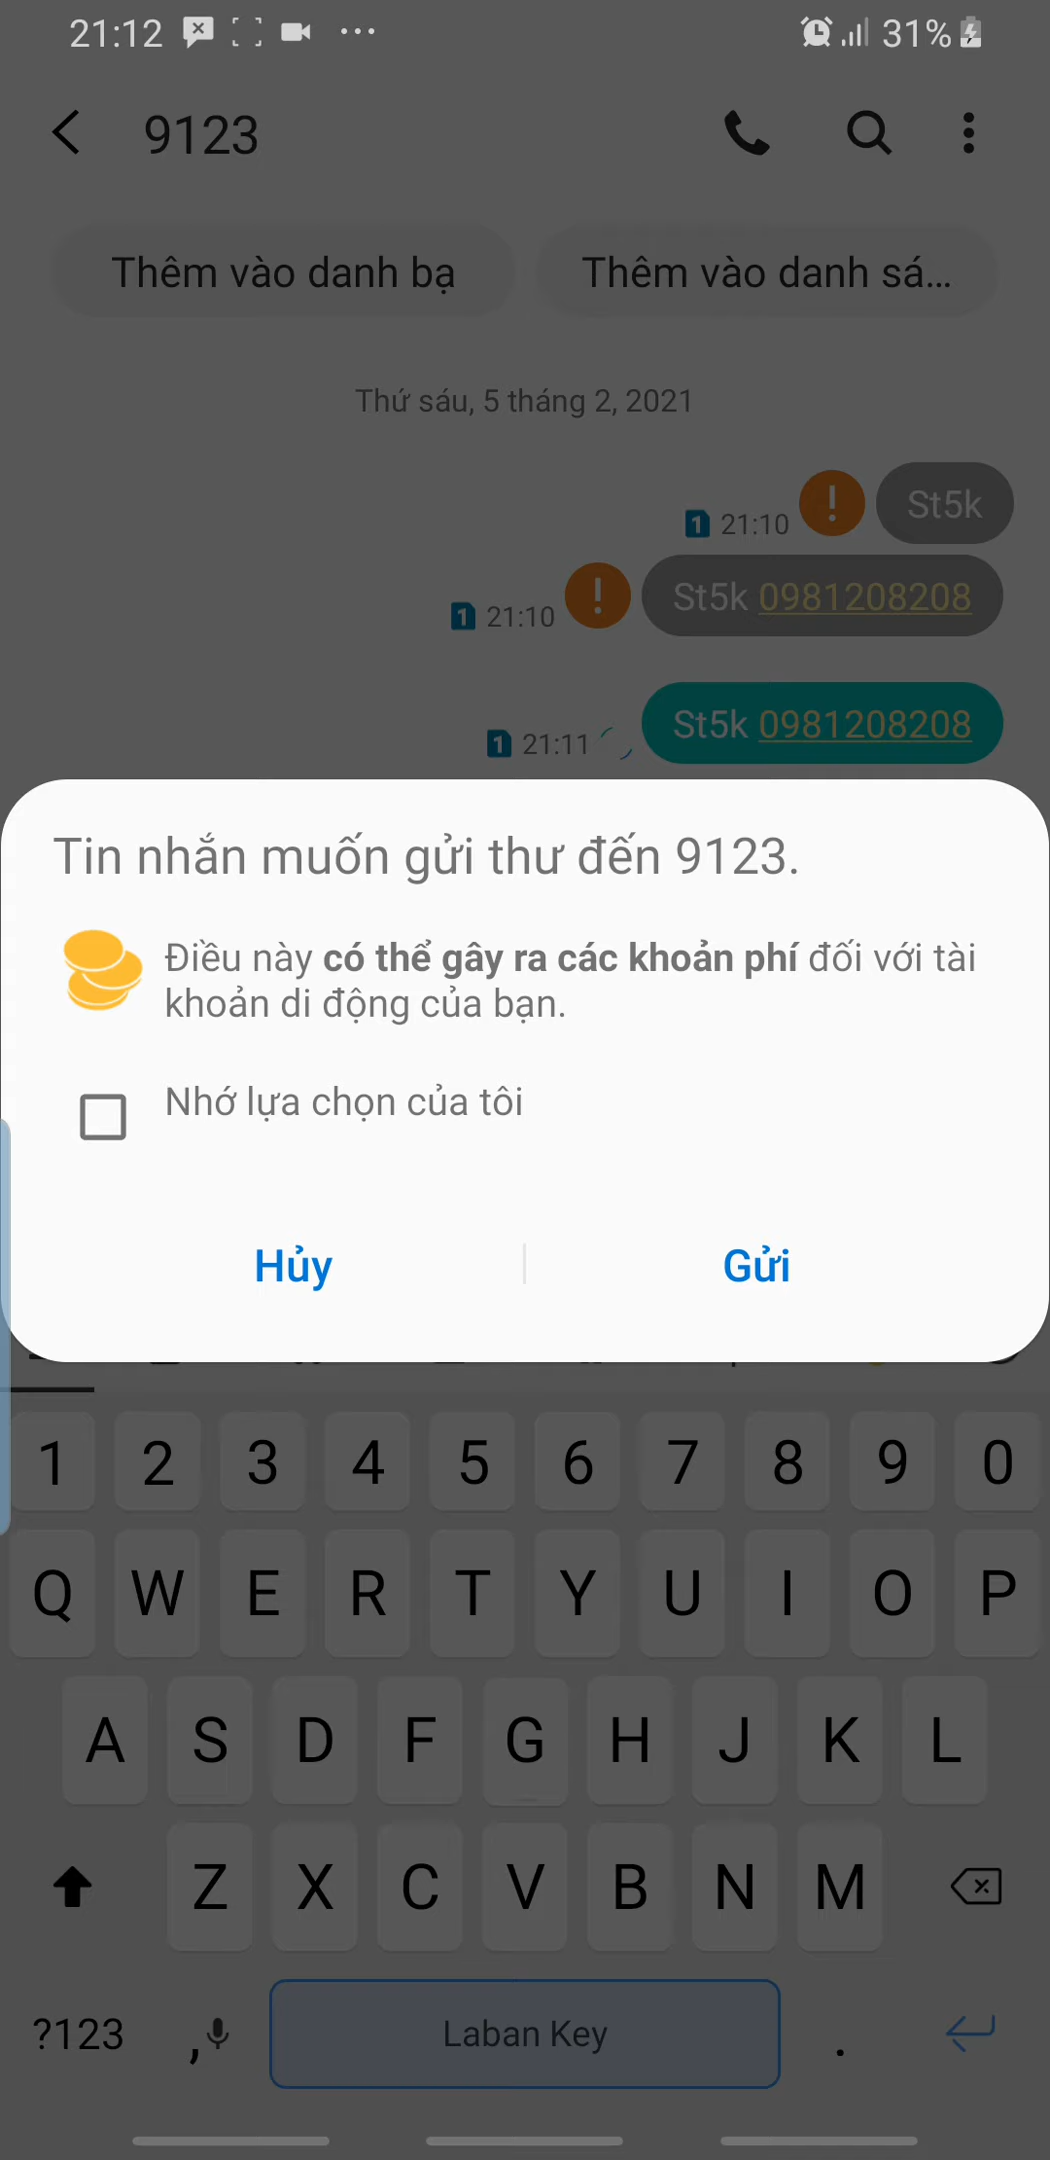 21:12
31%
9123
Thêm vào danh bạ
Thêm vào danh sá...
Thứ sáu, 5 tháng 2, 2021
1 21:10 ! St5k
1 21:10 ! St5k 0981208208
1 21:11 St5k 0981208208
Tin nhắn muốn gửi thư đến 9123.
Điều này có thể gây ra các khoản phí đối với tài
khoản di động của bạn.
Nhớ lựa chọn của tôi
Hủy
Gửi
1 2 3 4 5 6 7 8 9 0
Q W E R T Y U I O P
A S D F G H J K L
Z X C V B N M
?123 , Laban Key .